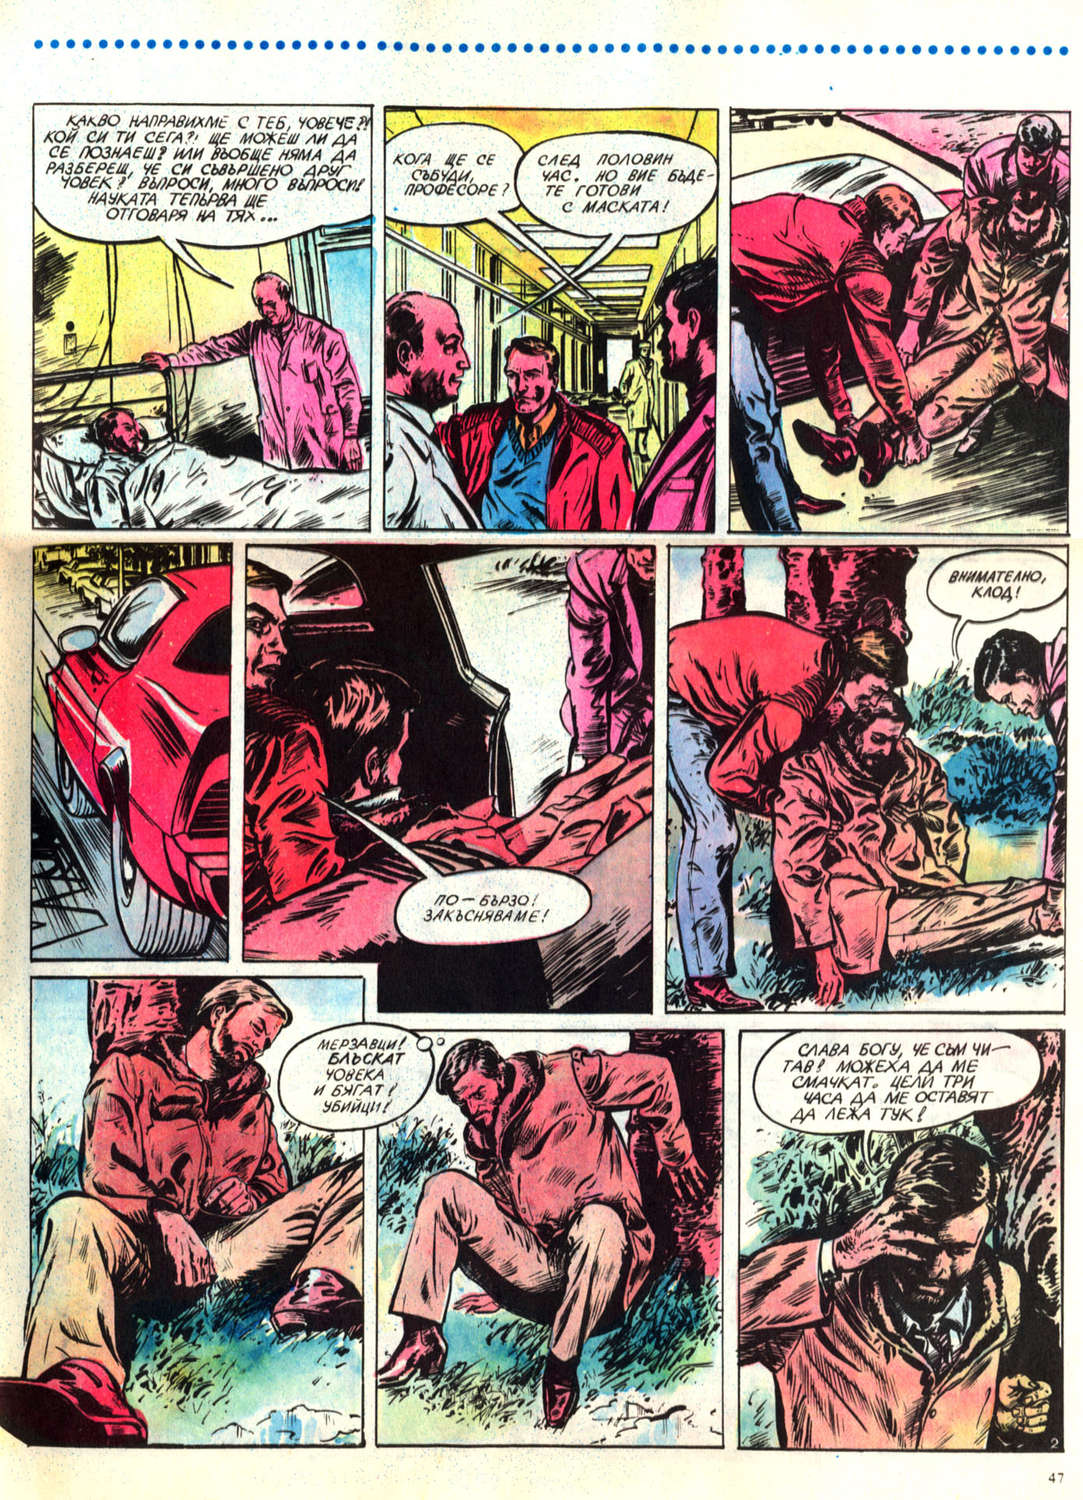 КАКВО НАПРАВИХМЕ С ТЕБ, ЧОВЕЧЕ?!
КОЙ СИ ТИ СЕГА?! ЩЕ МОЖЕШ ЛИ ДА
СЕ ПОЗНАЕШ? ИЛИ ВЪОБЩЕ НЯМА ДА
РАЗБЕРЕШ, ЧЕ СИ СЪВЪРШЕНО ДРУГ
ЧОВЕК? ВЪПРОСИ, МНОГО ВЪПРОСИ!
НАУКАТА ТЕПЪРВА ЩЕ
ОТГОВАРЯ НА ТЯХ...
КОГА ЩЕ СЕ
СЪБУДИ,
ПРОФЕСОРЕ?
СЛЕД ПОЛОВИН
ЧАС. НО ВИЕ БЪДЕ-
ТЕ ГОТОВИ
С МАСКАТА!
ПО-БЪРЗО!
ЗАКЪСНЯВАМЕ!
ВНИМАТЕЛНО,
КЛОД!
МЕРЗАВЦИ!
БЛЪСКАТ
ЧОВЕКА
И БЯГАТ!
УБИЙЦИ!
СЛАВА БОГУ, ЧЕ СЪМ ЧИ-
ТАВ! МОЖЕХА ДА МЕ
СМАЧКАТ. ЦЕЛИ ТРИ
ЧАСА ДА МЕ ОСТАВЯТ
ДА ЛЕЖА ТУК!
2
47